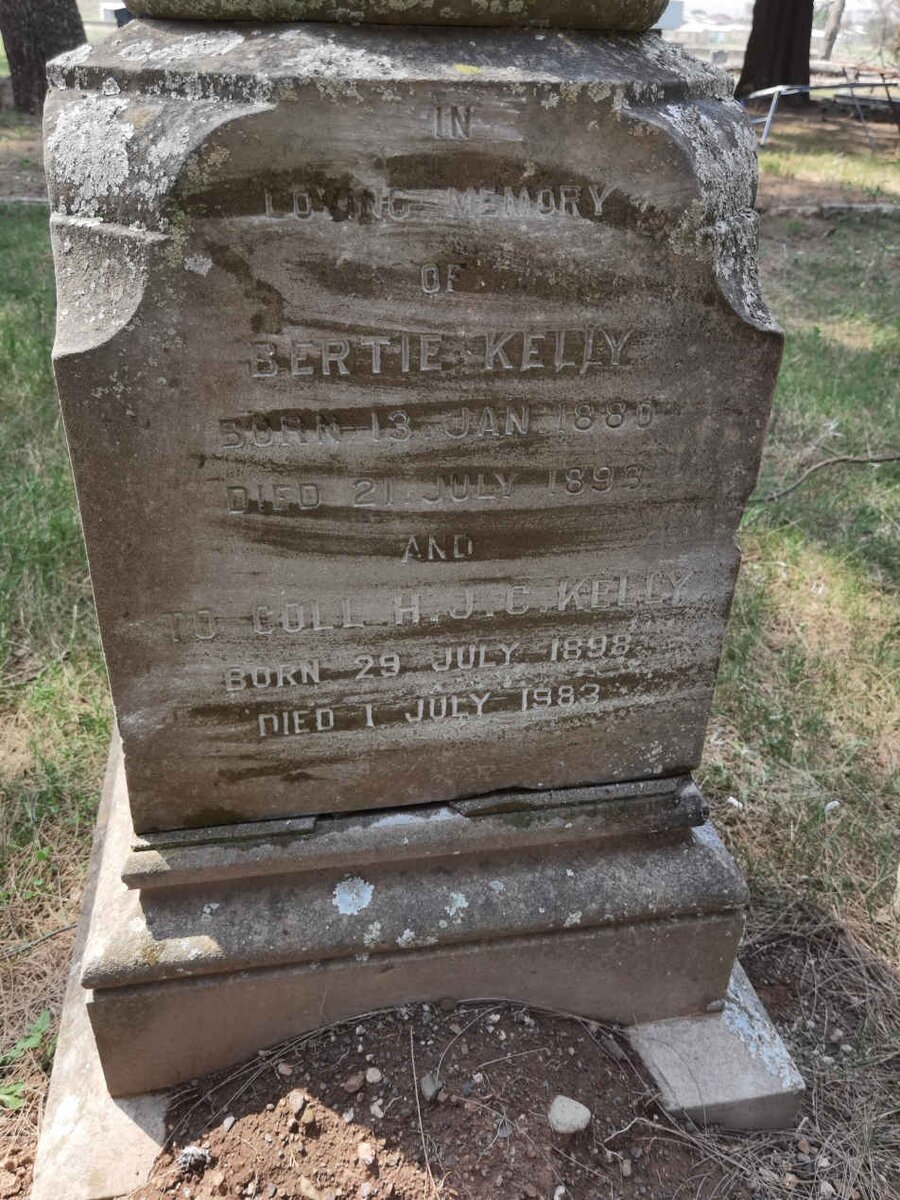 IN
LOVING MEMORY
OF
BERTIE KELLY
BORN 13 JAN 1880
DIED 21 JULY 1893
AND
TO COLL H.J.C. KELLY
BORN 29 JULY 1898
DIED 1 JULY 1983